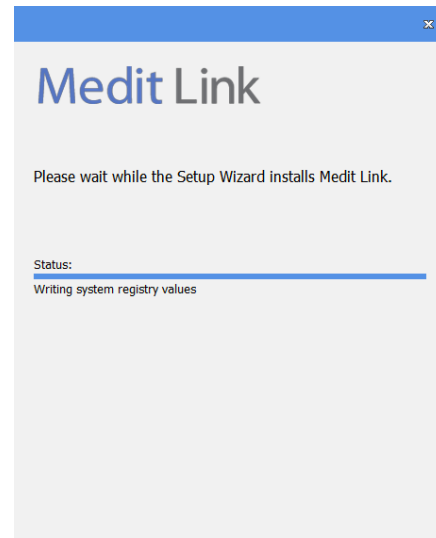 Medit Link
Please wait while the Setup Wizard installs Medit Link.
Status:
Writing system registry values